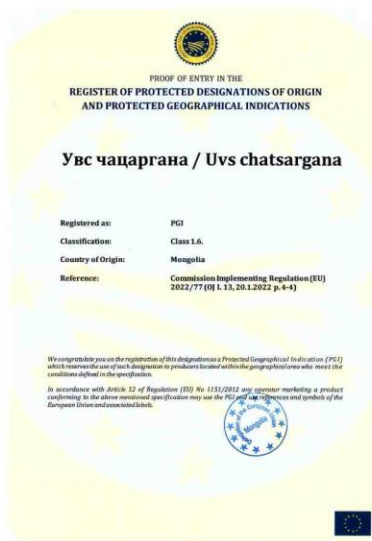 PROOF OF ENTRY IN THE
REGISTER OF PROTECTED DESIGNATIONS OF ORIGIN
AND PROTECTED GEOGRAPHICAL INDICATIONS
Увс чацаргана / Uvs chatsargana
Registered as: PGI
Classification: Class 1.6.
Country of Origin: Mongolia
Reference: Commission Implementing Regulation (EU)
2022/77 (OJ L 13, 20.1.2022 p. 4-4)
We congratulate you on the registration of this designation as a Protected Geographical Indication (PGI)
which reserves the use of such designation to producers located within the geographical area who meet the
conditions defined in the specification.
In accordance with Article 12 of Regulation (EU) No 1151/2012 any operator marketing a product
conforming to the above mentioned specification may use the PGI and use references and symbols of the
European Union and associated labels.
of the European Union
Mongolia